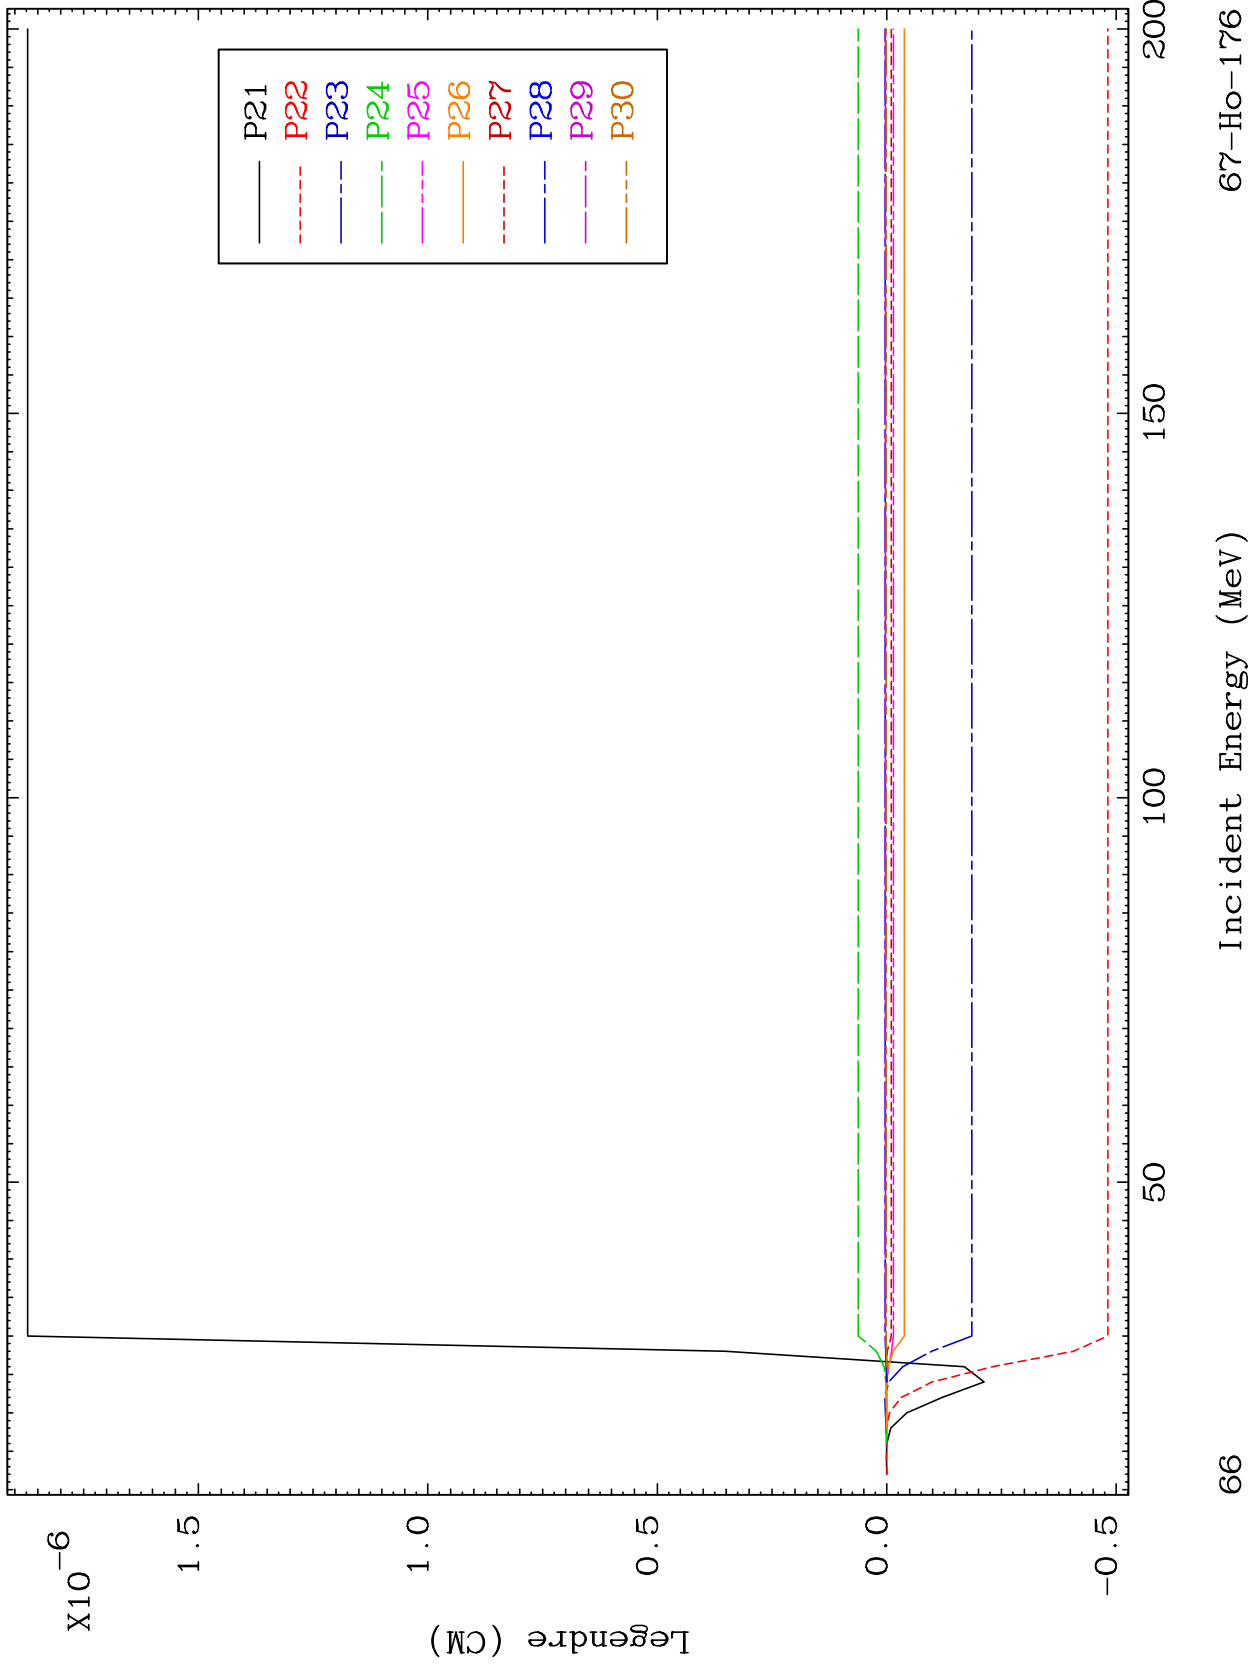 X10−6
1.5
1.0
0.5
0.0
−0.5
Legendre (CM)
P21
P22
P23
P24
P25
P26
P27
P28
P29
P30
50
100
150
200
Incident Energy (MeV)
66
67−Ho−176